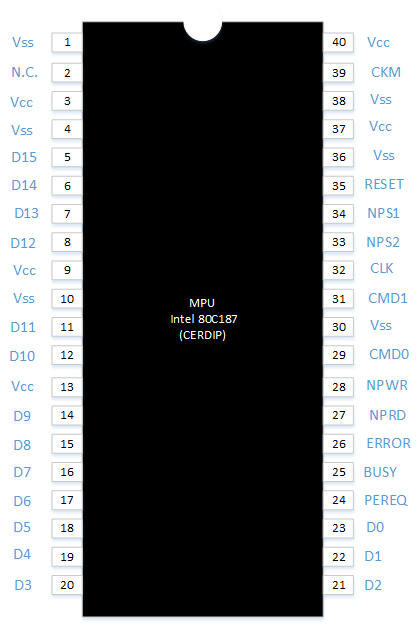 Vss 1 40 Vcc
N.C. 2 39 CKM
Vcc 3 38 Vss
Vss 4 37 Vcc
D15 5 36 Vss
D14 6 35 RESET
D13 7 34 NPS1
D12 8 33 NPS2
Vcc 9 32 CLK
Vss 10 31 CMD1
D11 11 30 Vss
D10 12 29 CMD0
Vcc 13 28 NPWR
D9 14 27 NPRD
D8 15 26 ERROR
D7 16 25 BUSY
D6 17 24 PEREQ
D5 18 23 D0
D4 19 22 D1
D3 20 21 D2
MPU
Intel 80C187
(CERDIP)